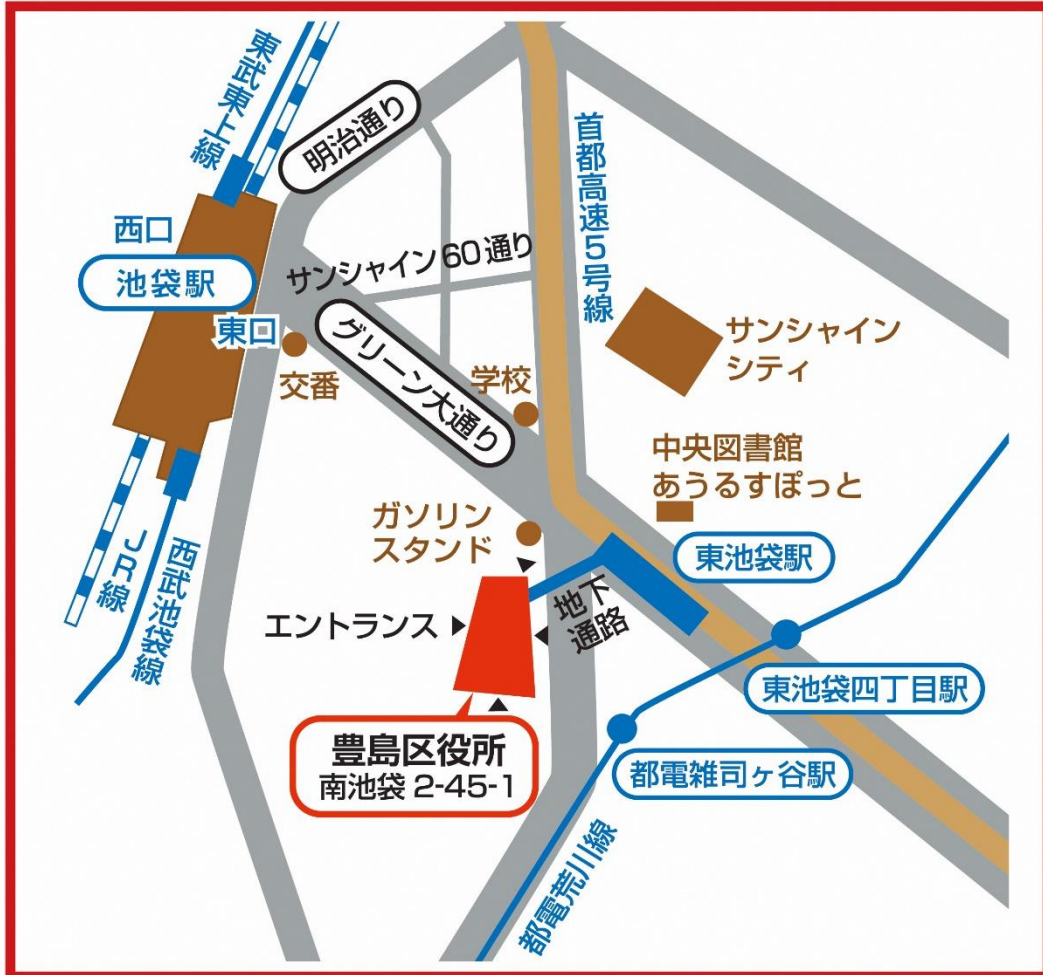 東武東上線
明治通り
首都高速5号線
西口
池袋駅
東口
サンシャイン60通り
グリーン大通り
交番
学校
サンシャイン
シティ
中央図書館
あうるすぽっと
ガソリン
スタンド
東池袋駅
JR線
西武池袋線
エントランス
地下
通路
東池袋四丁目駅
豊島区役所
南池袋 2-45-1
都電雑司ヶ谷駅
都電荒川線